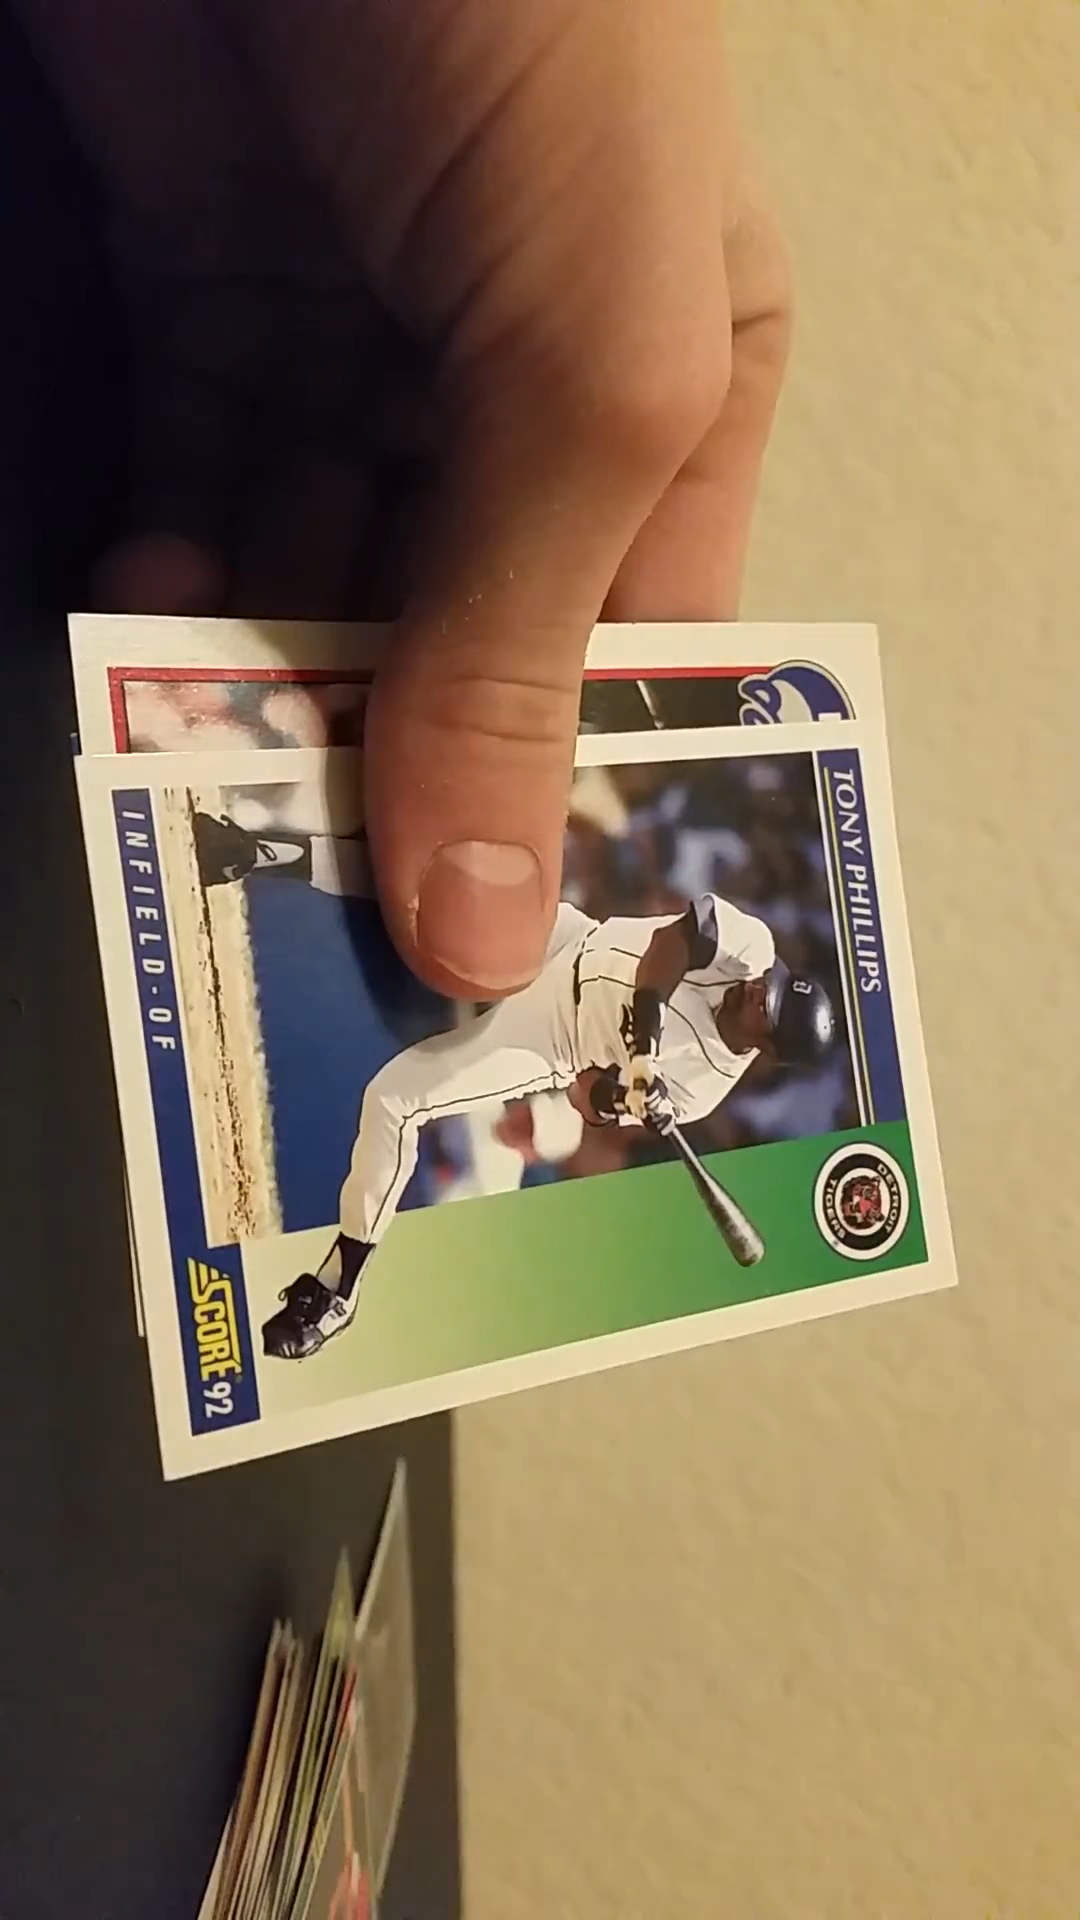 TONY PHILLIPS
DETROIT
TIGERS
INFIELD-OF
SCORE 92